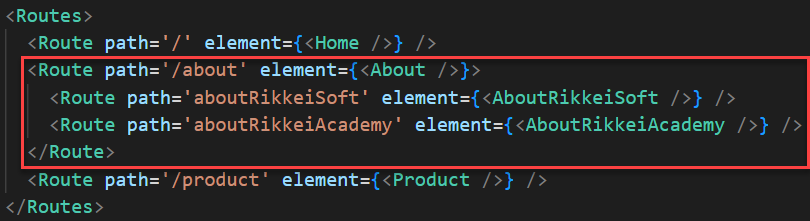 <Routes>
<Route path='/' element={<Home />} />
<Route path='/about' element={<About />}>
<Route path='aboutRikkeiSoft' element={<AboutRikkeiSoft />} />
<Route path='aboutRikkeiAcademy' element={<AboutRikkeiAcademy />} />
</Route>
<Route path='/product' element={<Product />} />
</Routes>